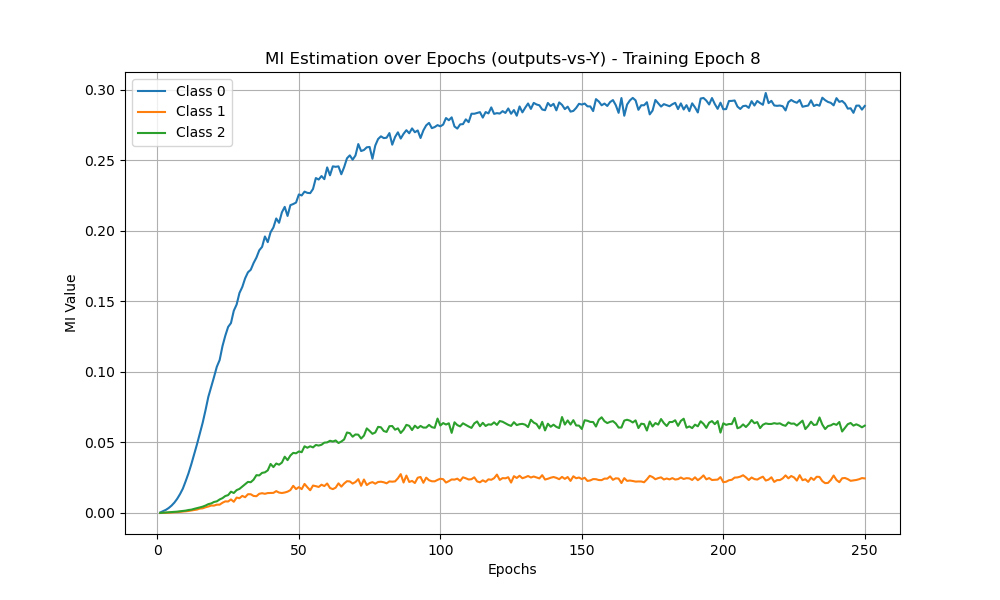 MI Estimation over Epochs (outputs-vs-Y) - Training Epoch 8
Class 0
Class 1
Class 2
MI Value
0.30
0.25
0.20
0.15
0.10
0.05
0.00
0 50 100 150 200 250
Epochs